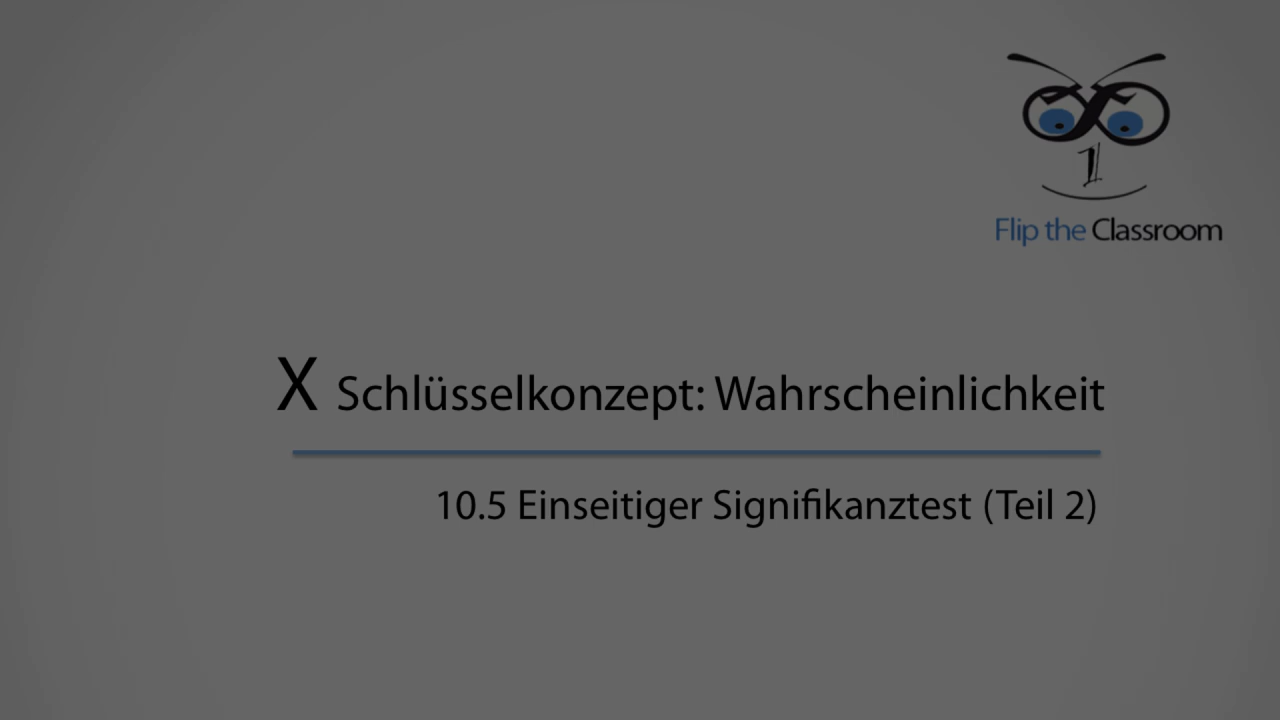 Flip the Classroom
X Schlüsselkonzept: Wahrscheinlichkeit
10.5 Einseitiger Signifikanztest (Teil 2)